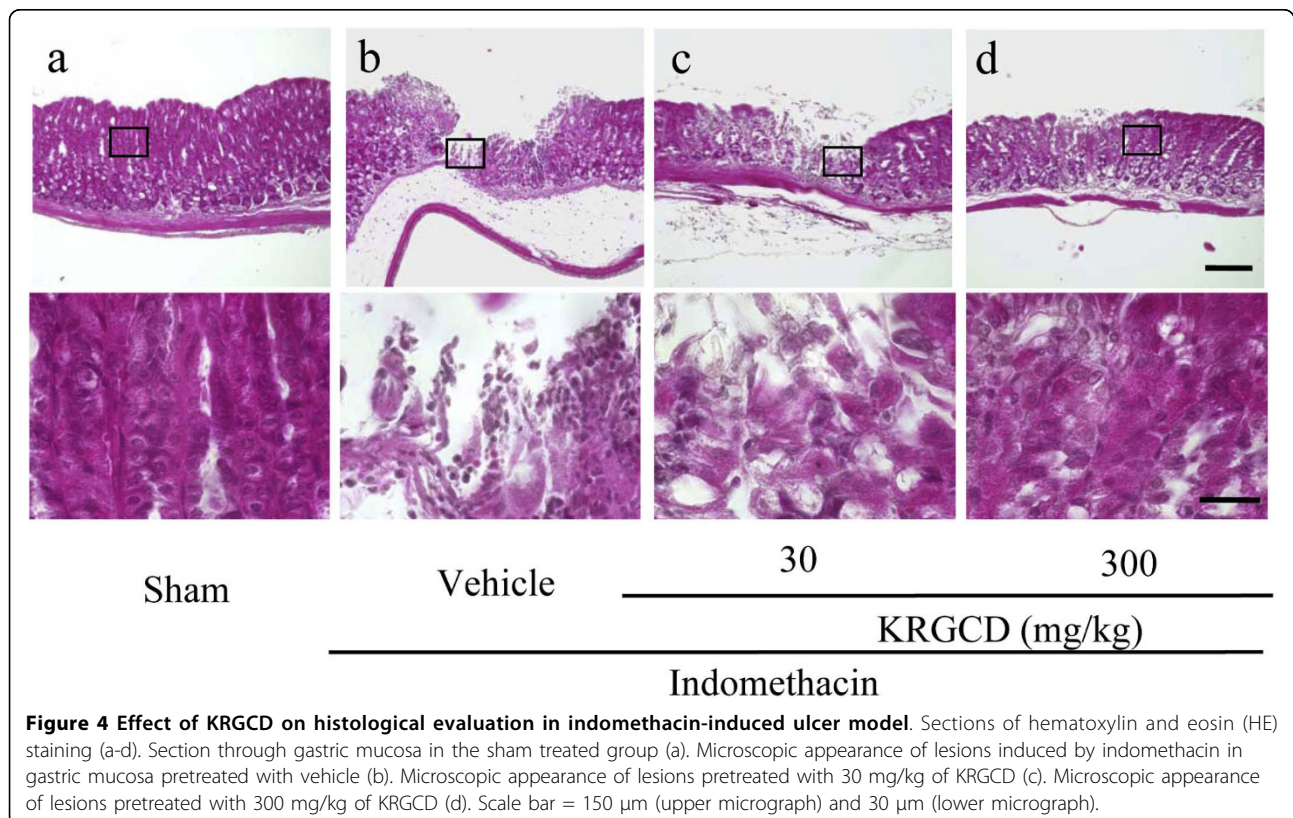 a b c d
30 300
Sham Vehicle
KRGCD (mg/kg)
Indomethacin
Figure 4 Effect of KRGCD on histological evaluation in indomethacin-induced ulcer model. Sections of hematoxylin and eosin (HE)
staining (a-d). Section through gastric mucosa in the sham treated group (a). Microscopic appearance of lesions induced by indomethacin in
gastric mucosa pretreated with vehicle (b). Microscopic appearance of lesions pretreated with 30 mg/kg of KRGCD (c). Microscopic appearance
of lesions pretreated with 300 mg/kg of KRGCD (d). Scale bar = 150 μm (upper micrograph) and 30 μm (lower micrograph).